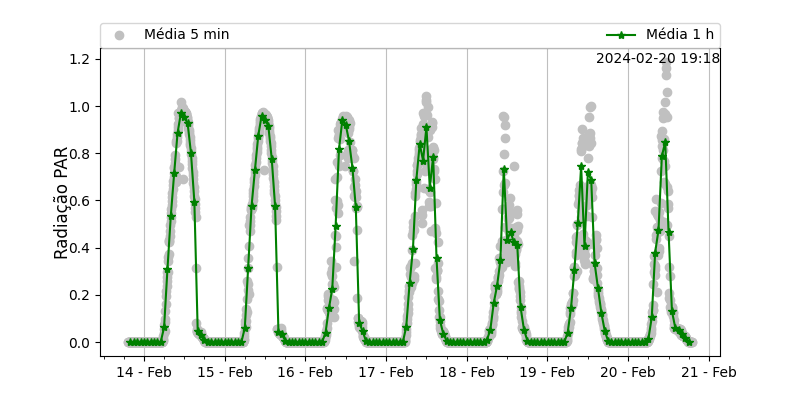 Média 5 min
Média 1 h
2024-02-20 19:18
Radiação PAR
1.2
1.0
0.8
0.6
0.4
0.2
0.0
14 - Feb
15 - Feb
16 - Feb
17 - Feb
18 - Feb
19 - Feb
20 - Feb
21 - Feb